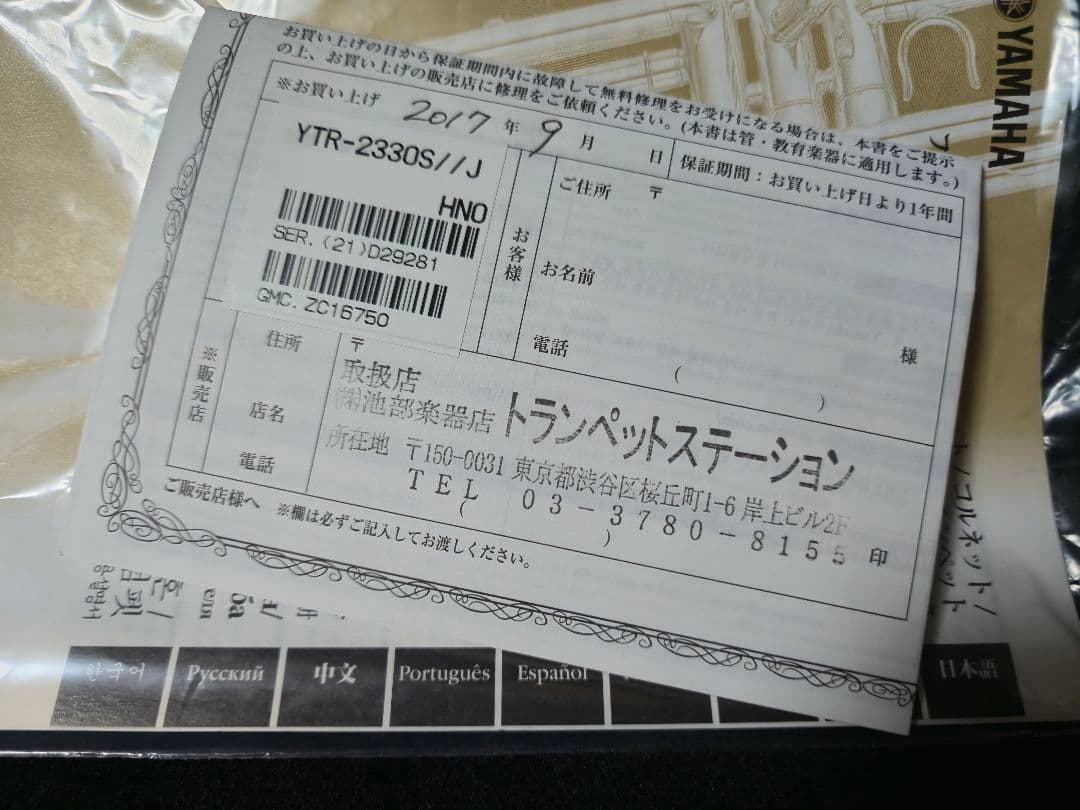 お買い上げの日から保証期間内に故障して無料修理をお受けになる場合は、本書をご提示
の上、お買い上げの販売店に修理をご依頼ください。(本書は管・教育楽器に適用します。)
※お買い上げ 2017年 9月 日
保証期間:お買い上げ日より1年間
YTR-2330S//J
HNO
SER. (21)D29281
GMC. ZC16750
お客様
ご住所 〒
お名前
様
電話 ( )
※販売店
住所 〒
店名
電話 ( )
取扱店
㈱池部楽器店 トランペットステーション
所在地 〒150-0031 東京都渋谷区桜丘町1-6 岸上ビル2F
TEL 03-3780-8155 印
ご販売店様へ ※欄は必ずご記入してお渡しください。
YAMAHA
コルネット/
한국어
Русский
中文
Português
Español
日本語